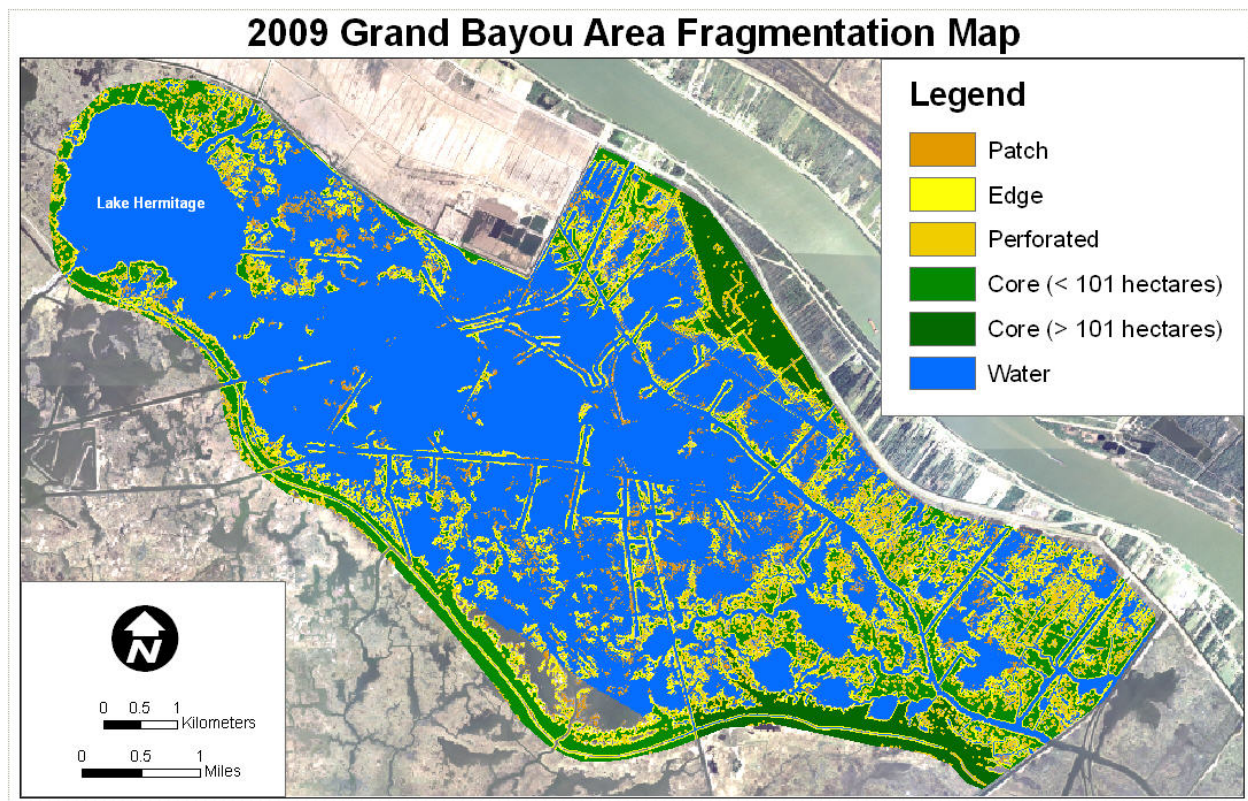 2009 Grand Bayou Area Fragmentation Map
Legend
Patch
Edge
Perforated
Core (< 101 hectares)
Core (> 101 hectares)
Water
Lake Hermitage
N
0 0.5 1
Kilometers
0 0.5 1
Miles